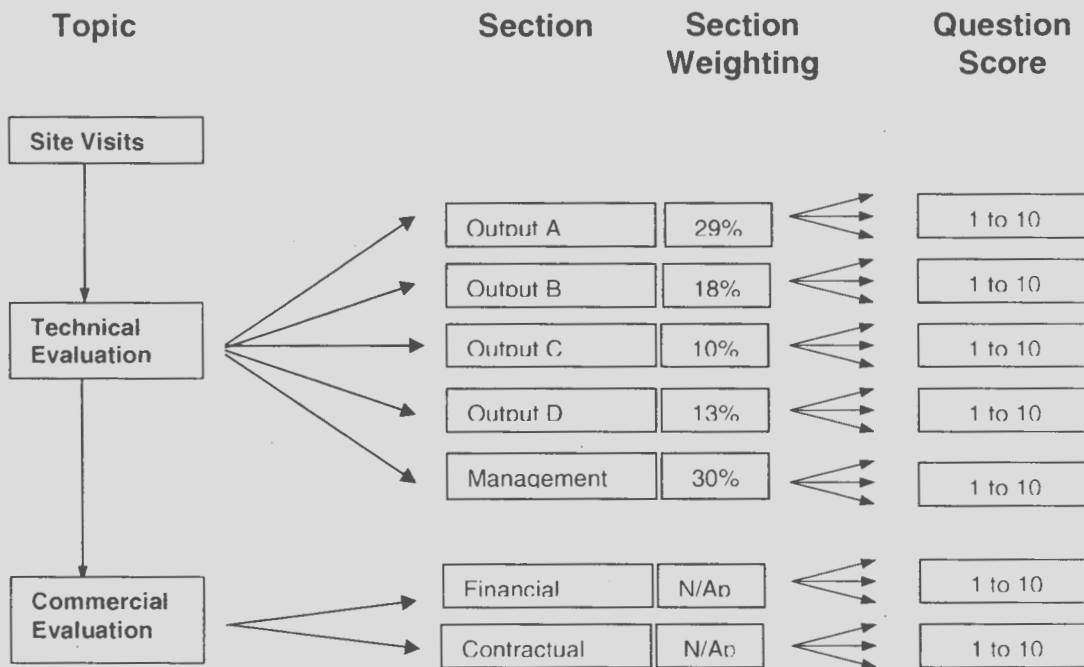 Topic
Section
Section
Weighting
Question
Score
Site Visits
Output A
29%
1 to 10
Output B
18%
1 to 10
Technical
Evaluation
Output C
10%
1 to 10
Output D
13%
1 to 10
Management
30%
1 to 10
Commercial
Evaluation
Financial
N/Ap
1 to 10
Contractual
N/Ap
1 to 10